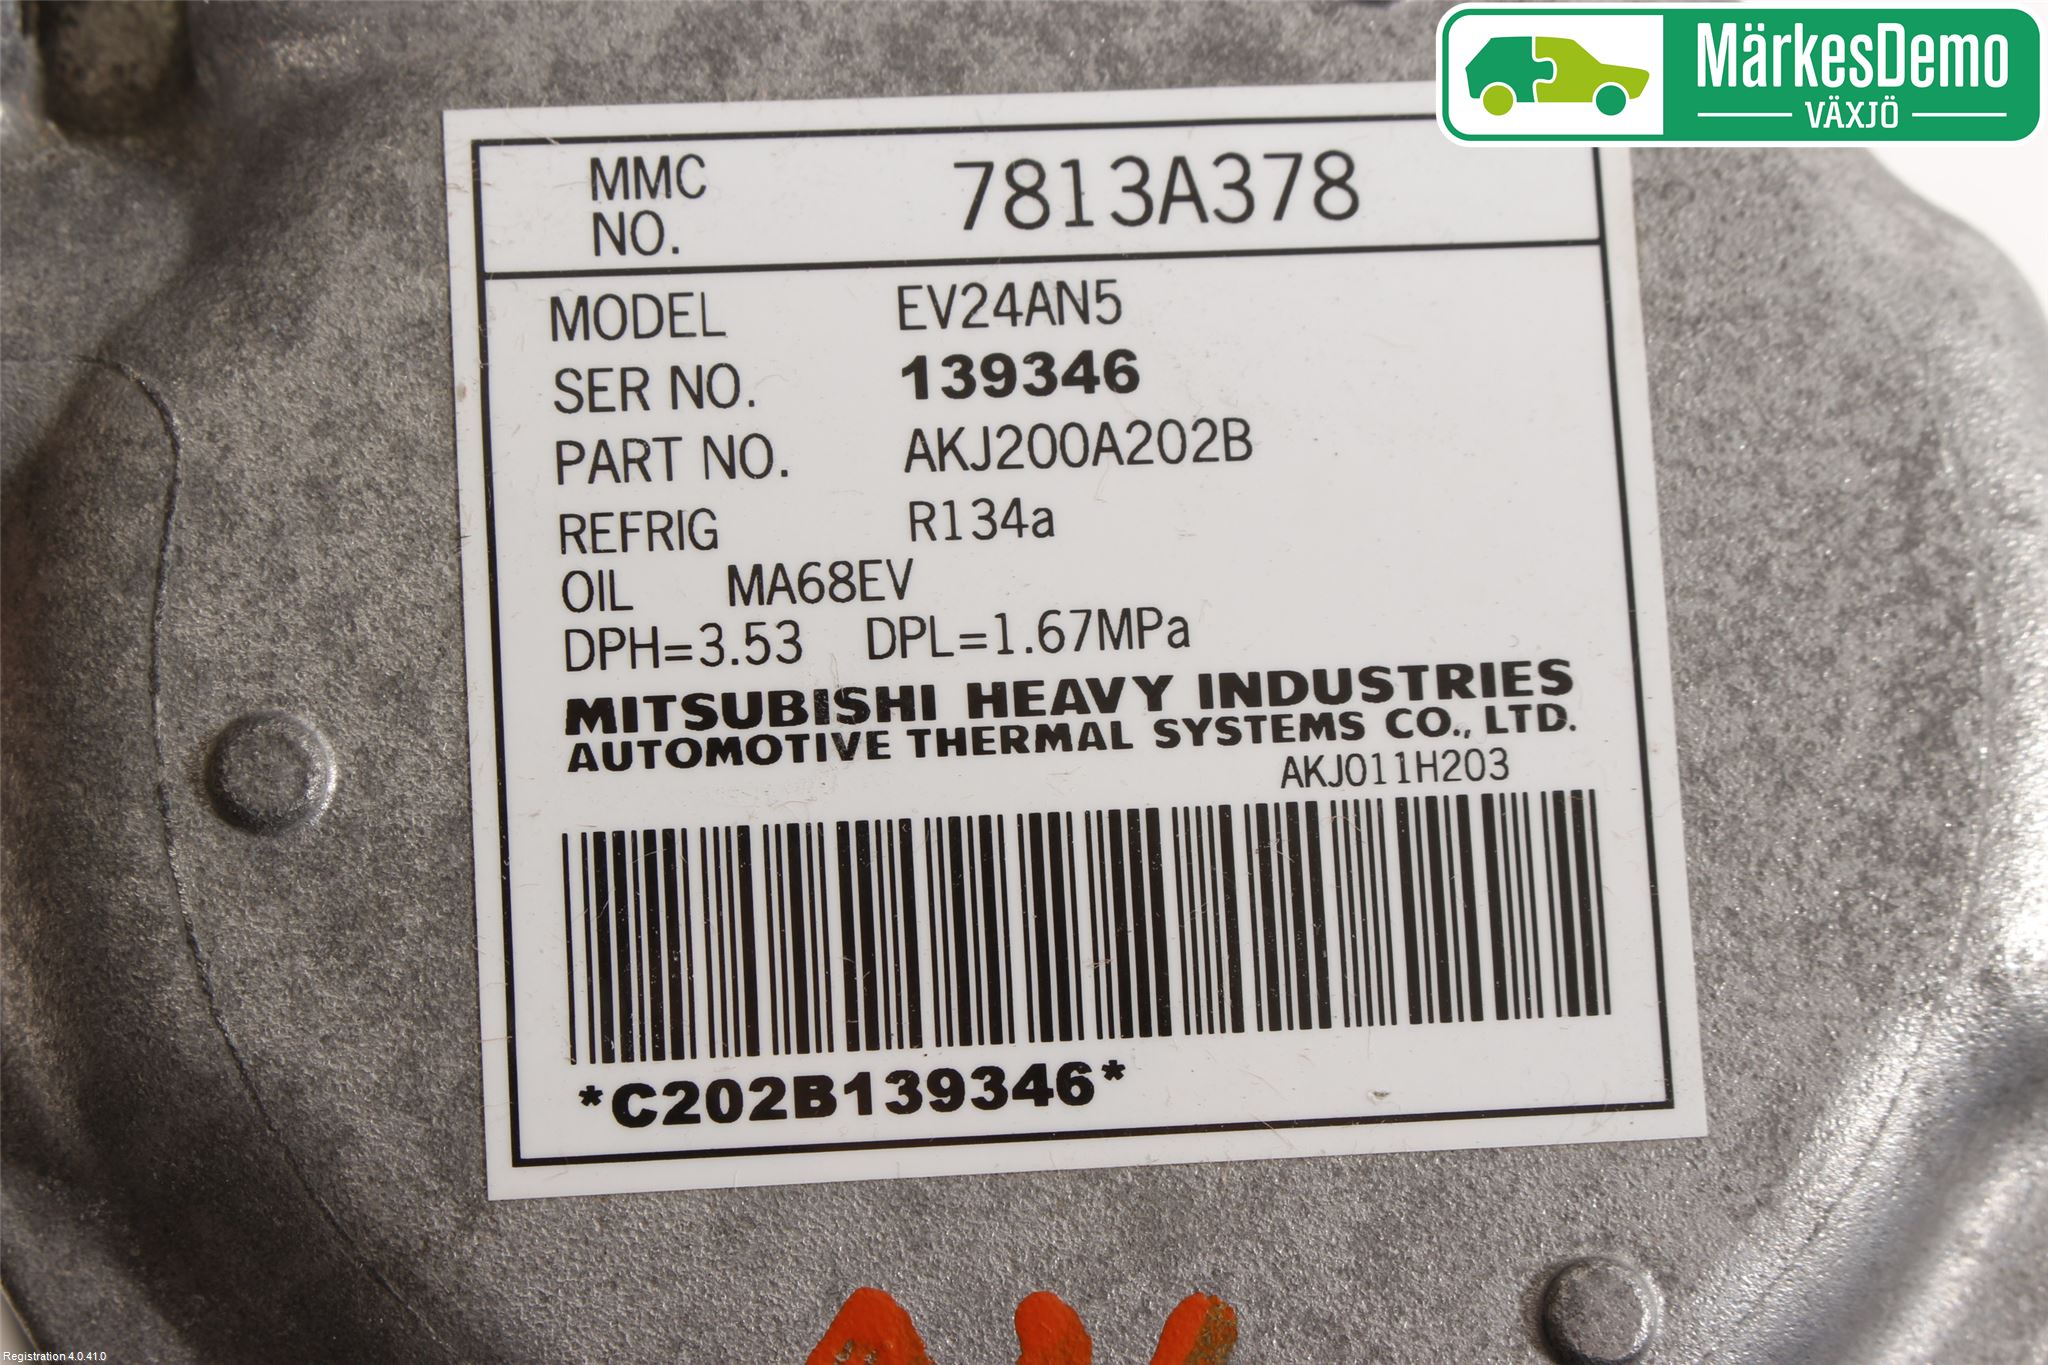 MärkesDemo
VÄXJÖ
MMC
NO.
7813A378
MODEL EV24AN5
SER NO. 139346
PART NO. AKJ200A202B
REFRIG R134a
OIL MA68EV
DPH=3.53 DPL=1.67MPa
MITSUBISHI HEAVY INDUSTRIES
AUTOMOTIVE THERMAL SYSTEMS CO., LTD.
AKJ011H203
*C202B139346*
Registration 4.0.41.0